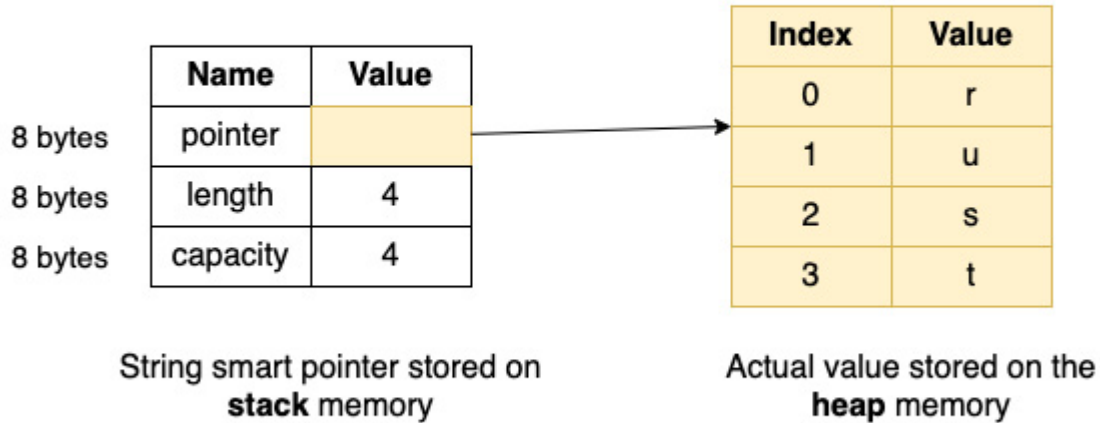 Name Value
8 bytes pointer
8 bytes length 4
8 bytes capacity 4
String smart pointer stored on
stack memory
Index Value
0 r
1 u
2 s
3 t
Actual value stored on the
heap memory